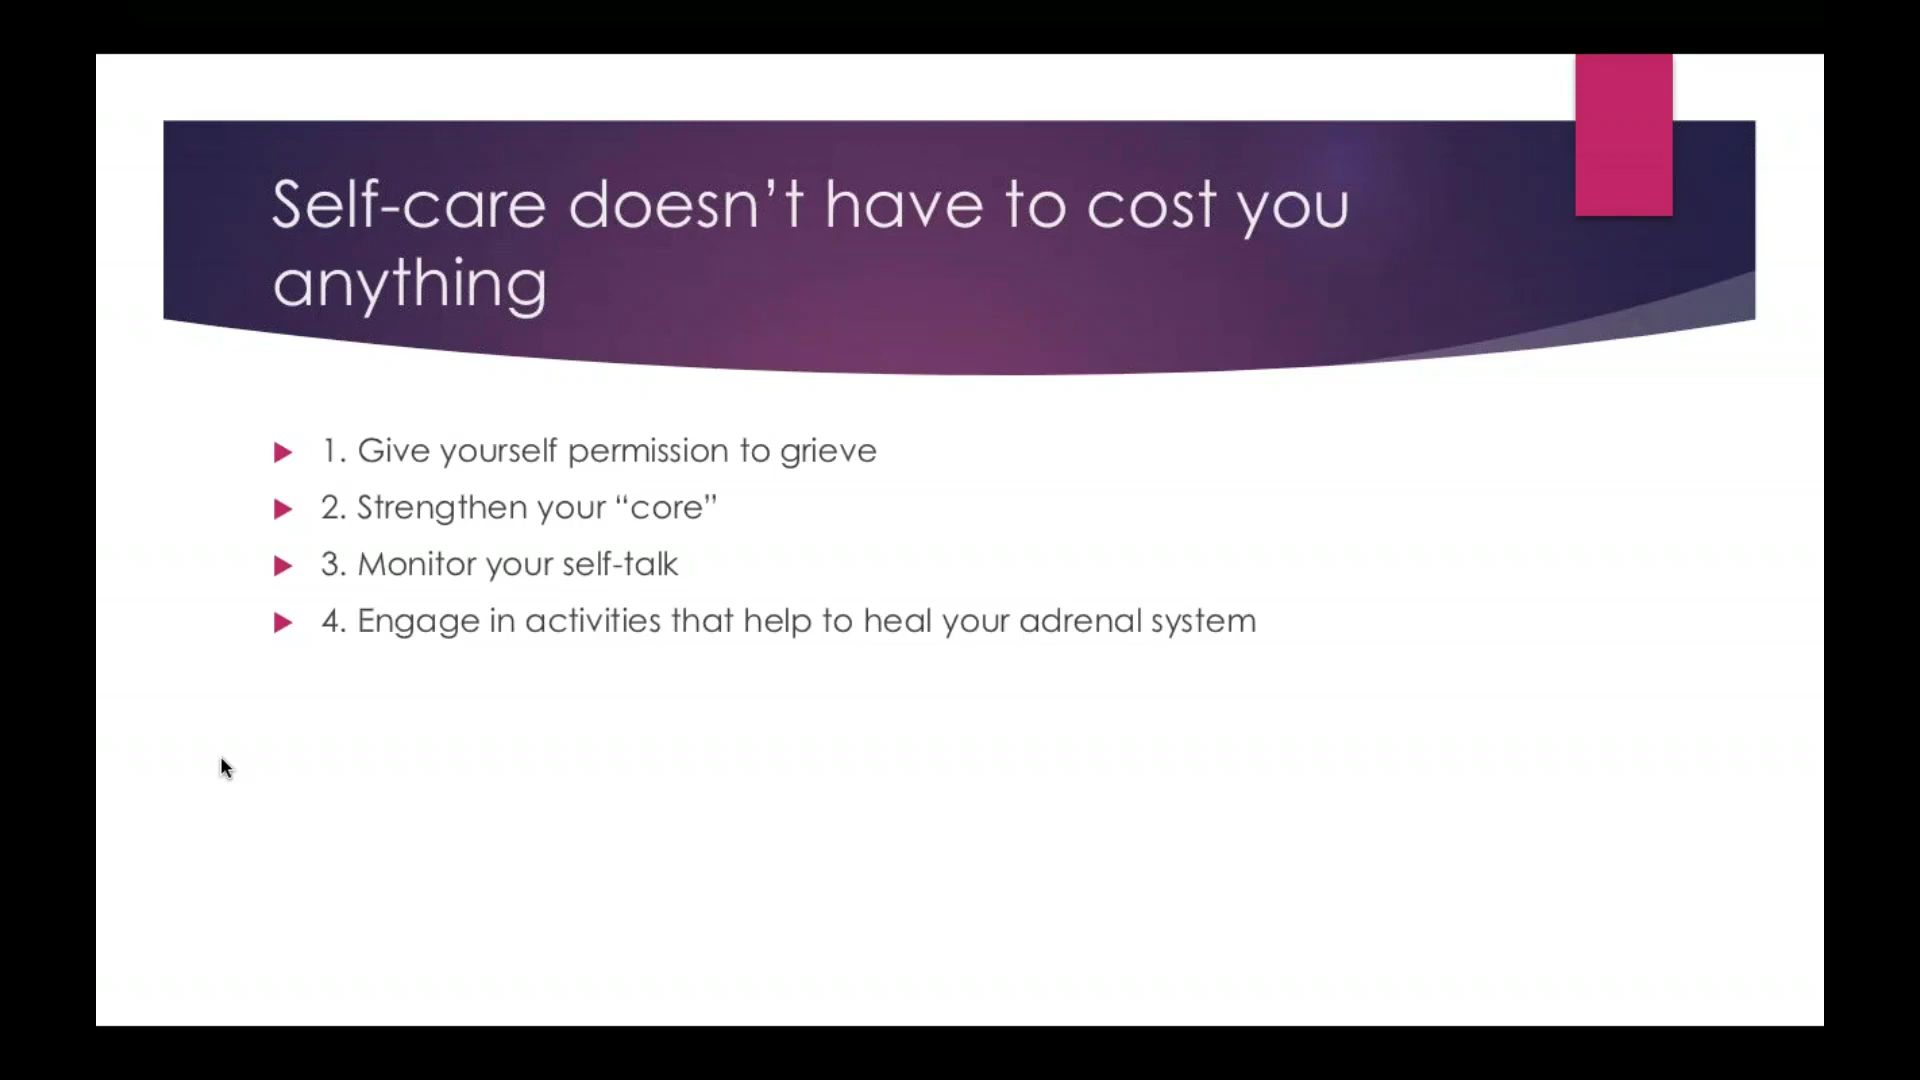 Self-care doesn’t have to cost you
anything
1. Give yourself permission to grieve
2. Strengthen your “core”
3. Monitor your self-talk
4. Engage in activities that help to heal your adrenal system